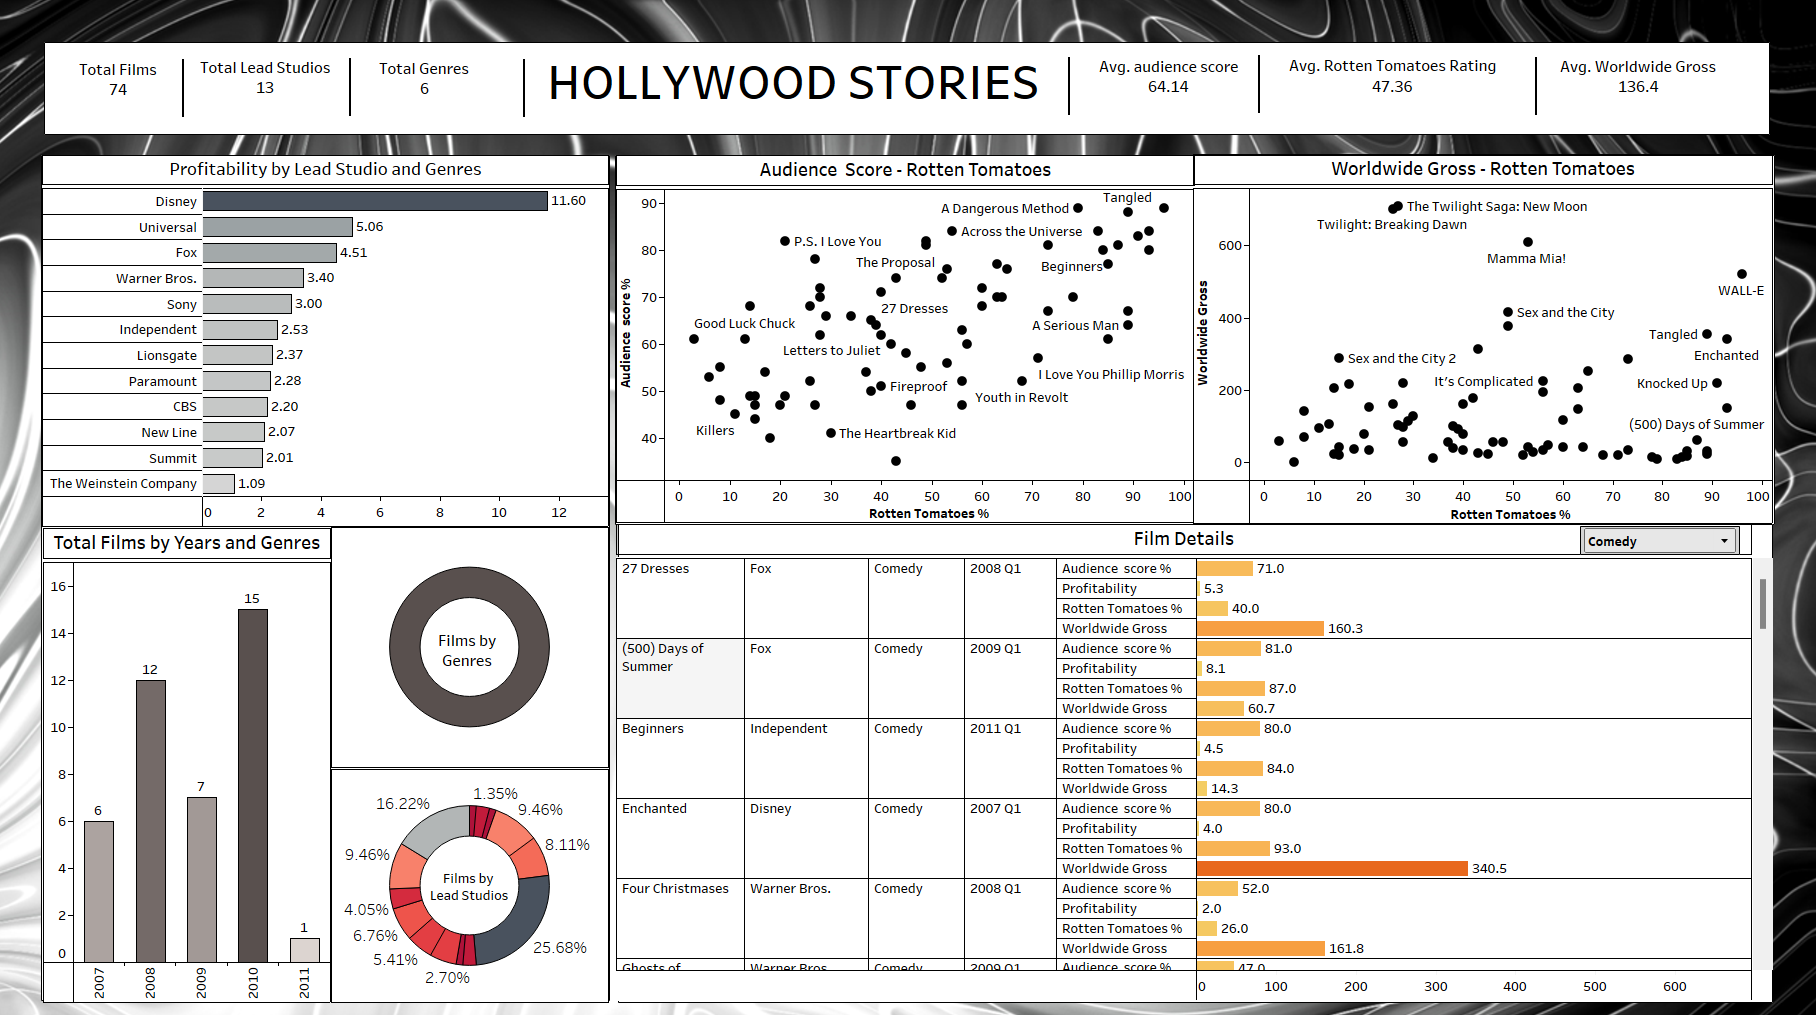 Total Films
74
Total Lead Studios
13
Total Genres
6
HOLLYWOOD STORIES
Avg. audience score
64.14
Avg. Rotten Tomatoes Rating
47.36
Avg. Worldwide Gross
136.4
Profitability by Lead Studio and Genres
Disney 11.60
Universal 5.06
Fox 4.51
Warner Bros. 3.40
Sony 3.00
Independent 2.53
Lionsgate 2.37
Paramount 2.28
CBS 2.20
New Line 2.07
Summit 2.01
The Weinstein Company 1.09
0 2 4 6 8 10 12
Audience Score - Rotten Tomatoes
Audience score %
90
80
70
60
50
40
Tangled
A Dangerous Method
Across the Universe
P.S. I Love You
The Proposal
Beginners
27 Dresses
Good Luck Chuck
A Serious Man
Letters to Juliet
I Love You Phillip Morris
Fireproof
Youth in Revolt
Killers
The Heartbreak Kid
0 10 20 30 40 50 60 70 80 90 100
Rotten Tomatoes %
Worldwide Gross - Rotten Tomatoes
Worldwide Gross
600
400
200
0
The Twilight Saga: New Moon
Twilight: Breaking Dawn
Mamma Mia!
WALL-E
Sex and the City
Tangled
Enchanted
Sex and the City 2
It's Complicated
Knocked Up
(500) Days of Summer
0 10 20 30 40 50 60 70 80 90 100
Rotten Tomatoes %
Total Films by Years and Genres
16
14
12
10
8
6
4
2
0
6
12
7
15
1
2007
2008
2009
2010
2011
Films by
Genres
16.22%
1.35%
9.46%
8.11%
9.46%
4.05%
6.76%
5.41%
2.70%
25.68%
Films by
Lead Studios
Film Details
Comedy
27 Dresses Fox Comedy 2008 Q1 Audience score % 71.0
Profitability 5.3
Rotten Tomatoes % 40.0
Worldwide Gross 160.3
(500) Days of Fox Comedy 2009 Q1 Audience score % 81.0
Summer Profitability 8.1
Rotten Tomatoes % 87.0
Worldwide Gross 60.7
Beginners Independent Comedy 2011 Q1 Audience score % 80.0
Profitability 4.5
Rotten Tomatoes % 84.0
Worldwide Gross 14.3
Enchanted Disney Comedy 2007 Q1 Audience score % 80.0
Profitability 4.0
Rotten Tomatoes % 93.0
Worldwide Gross 340.5
Four Christmases Warner Bros. Comedy 2008 Q1 Audience score % 52.0
Profitability 2.0
Rotten Tomatoes % 26.0
Worldwide Gross 161.8
Ghosts of Warner Bros. Comedy 2009 Q1 Audience score % 47.0
0 100 200 300 400 500 600